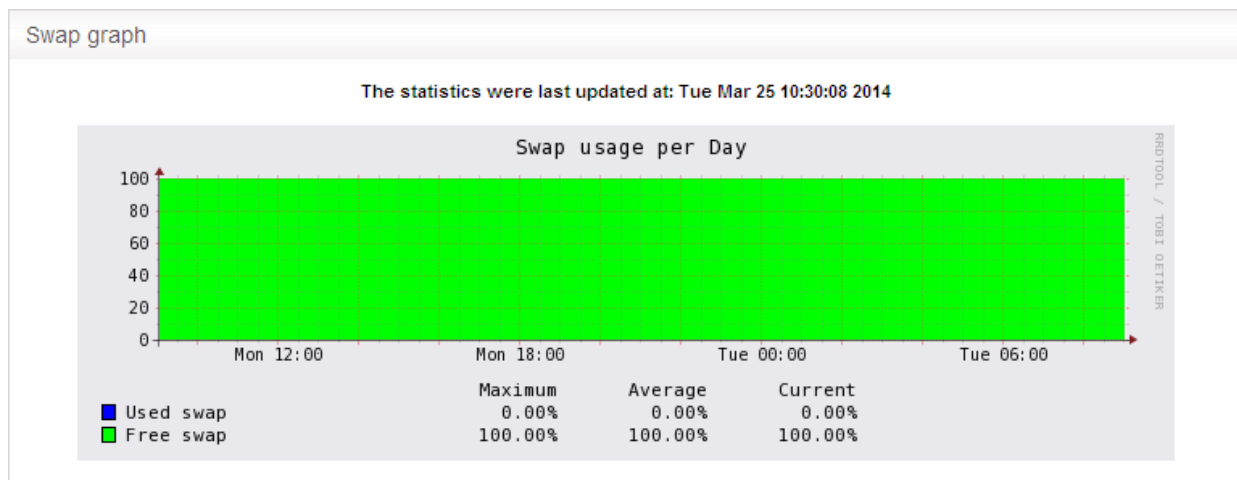 Swap graph
The statistics were last updated at: Tue Mar 25 10:30:08 2014
Swap usage per Day
RRDTOOL / TOBI OETIKER
100
80
60
40
20
0
Mon 12:00 Mon 18:00 Tue 00:00 Tue 06:00
Maximum Average Current
Used swap 0.00% 0.00% 0.00%
Free swap 100.00% 100.00% 100.00%